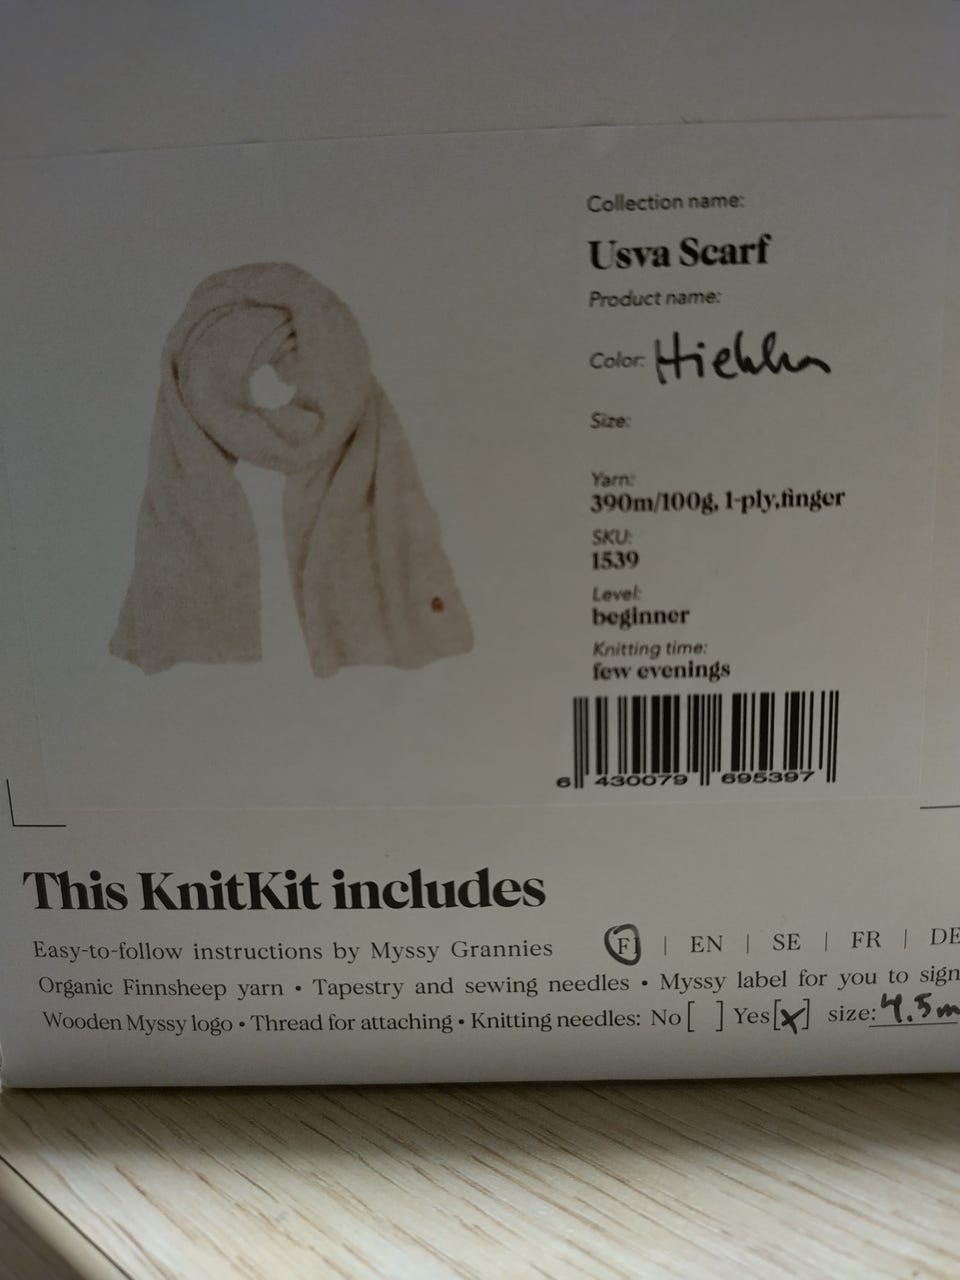 Collection name:
Usva Scarf
Product name:
Color: Hiekka
Size:
Yarn:
390m/100g, 1-ply,finger
SKU:
1539
Level:
beginner
Knitting time:
few evenings
6 430079 695397
This KnitKit includes
Easy-to-follow instructions by Myssy Grannies FI | EN | SE | FR | DE
Organic Finnsheep yarn • Tapestry and sewing needles • Myssy label for you to sign
Wooden Myssy logo • Thread for attaching • Knitting needles: No [ ] Yes [x] size: 4.5m